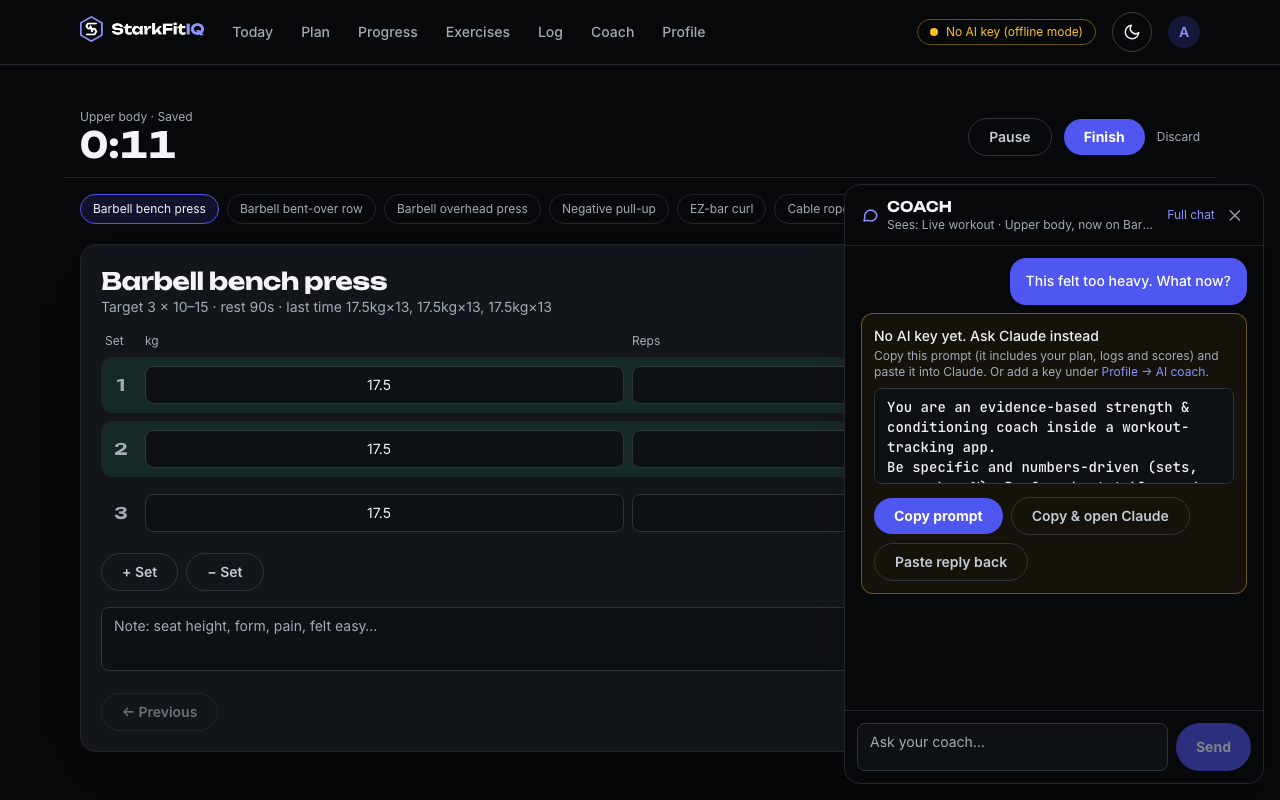 StarkFitIQ
Today
Plan
Progress
Exercises
Log
Coach
Profile
No AI key (offline mode)
A
Upper body · Saved
0:11
Pause
Finish
Discard
Barbell bench press
Barbell bent-over row
Barbell overhead press
Negative pull-up
EZ-bar curl
Cable rope
Barbell bench press
Target 3 × 10–15 · rest 90s · last time 17.5kg×13, 17.5kg×13, 17.5kg×13
Set
kg
Reps
1
17.5
2
17.5
3
17.5
+ Set
− Set
Note: seat height, form, pain, felt easy...
← Previous
COACH
Sees: Live workout · Upper body, now on Bar...
Full chat
This felt too heavy. What now?
No AI key yet. Ask Claude instead
Copy this prompt (it includes your plan, logs and scores) and
paste it into Claude. Or add a key under Profile → AI coach.
You are an evidence-based strength &
conditioning coach inside a workout-
tracking app.
Be specific and numbers-driven (sets,
Copy prompt
Copy & open Claude
Paste reply back
Ask your coach...
Send